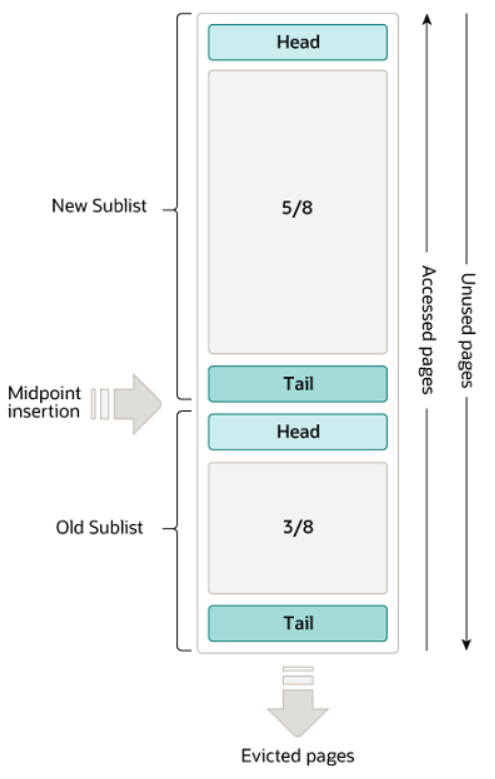 Head
New Sublist
5/8
Accessed pages
Unused pages
Tail
Midpoint
insertion
Head
Old Sublist
3/8
Tail
Evicted pages